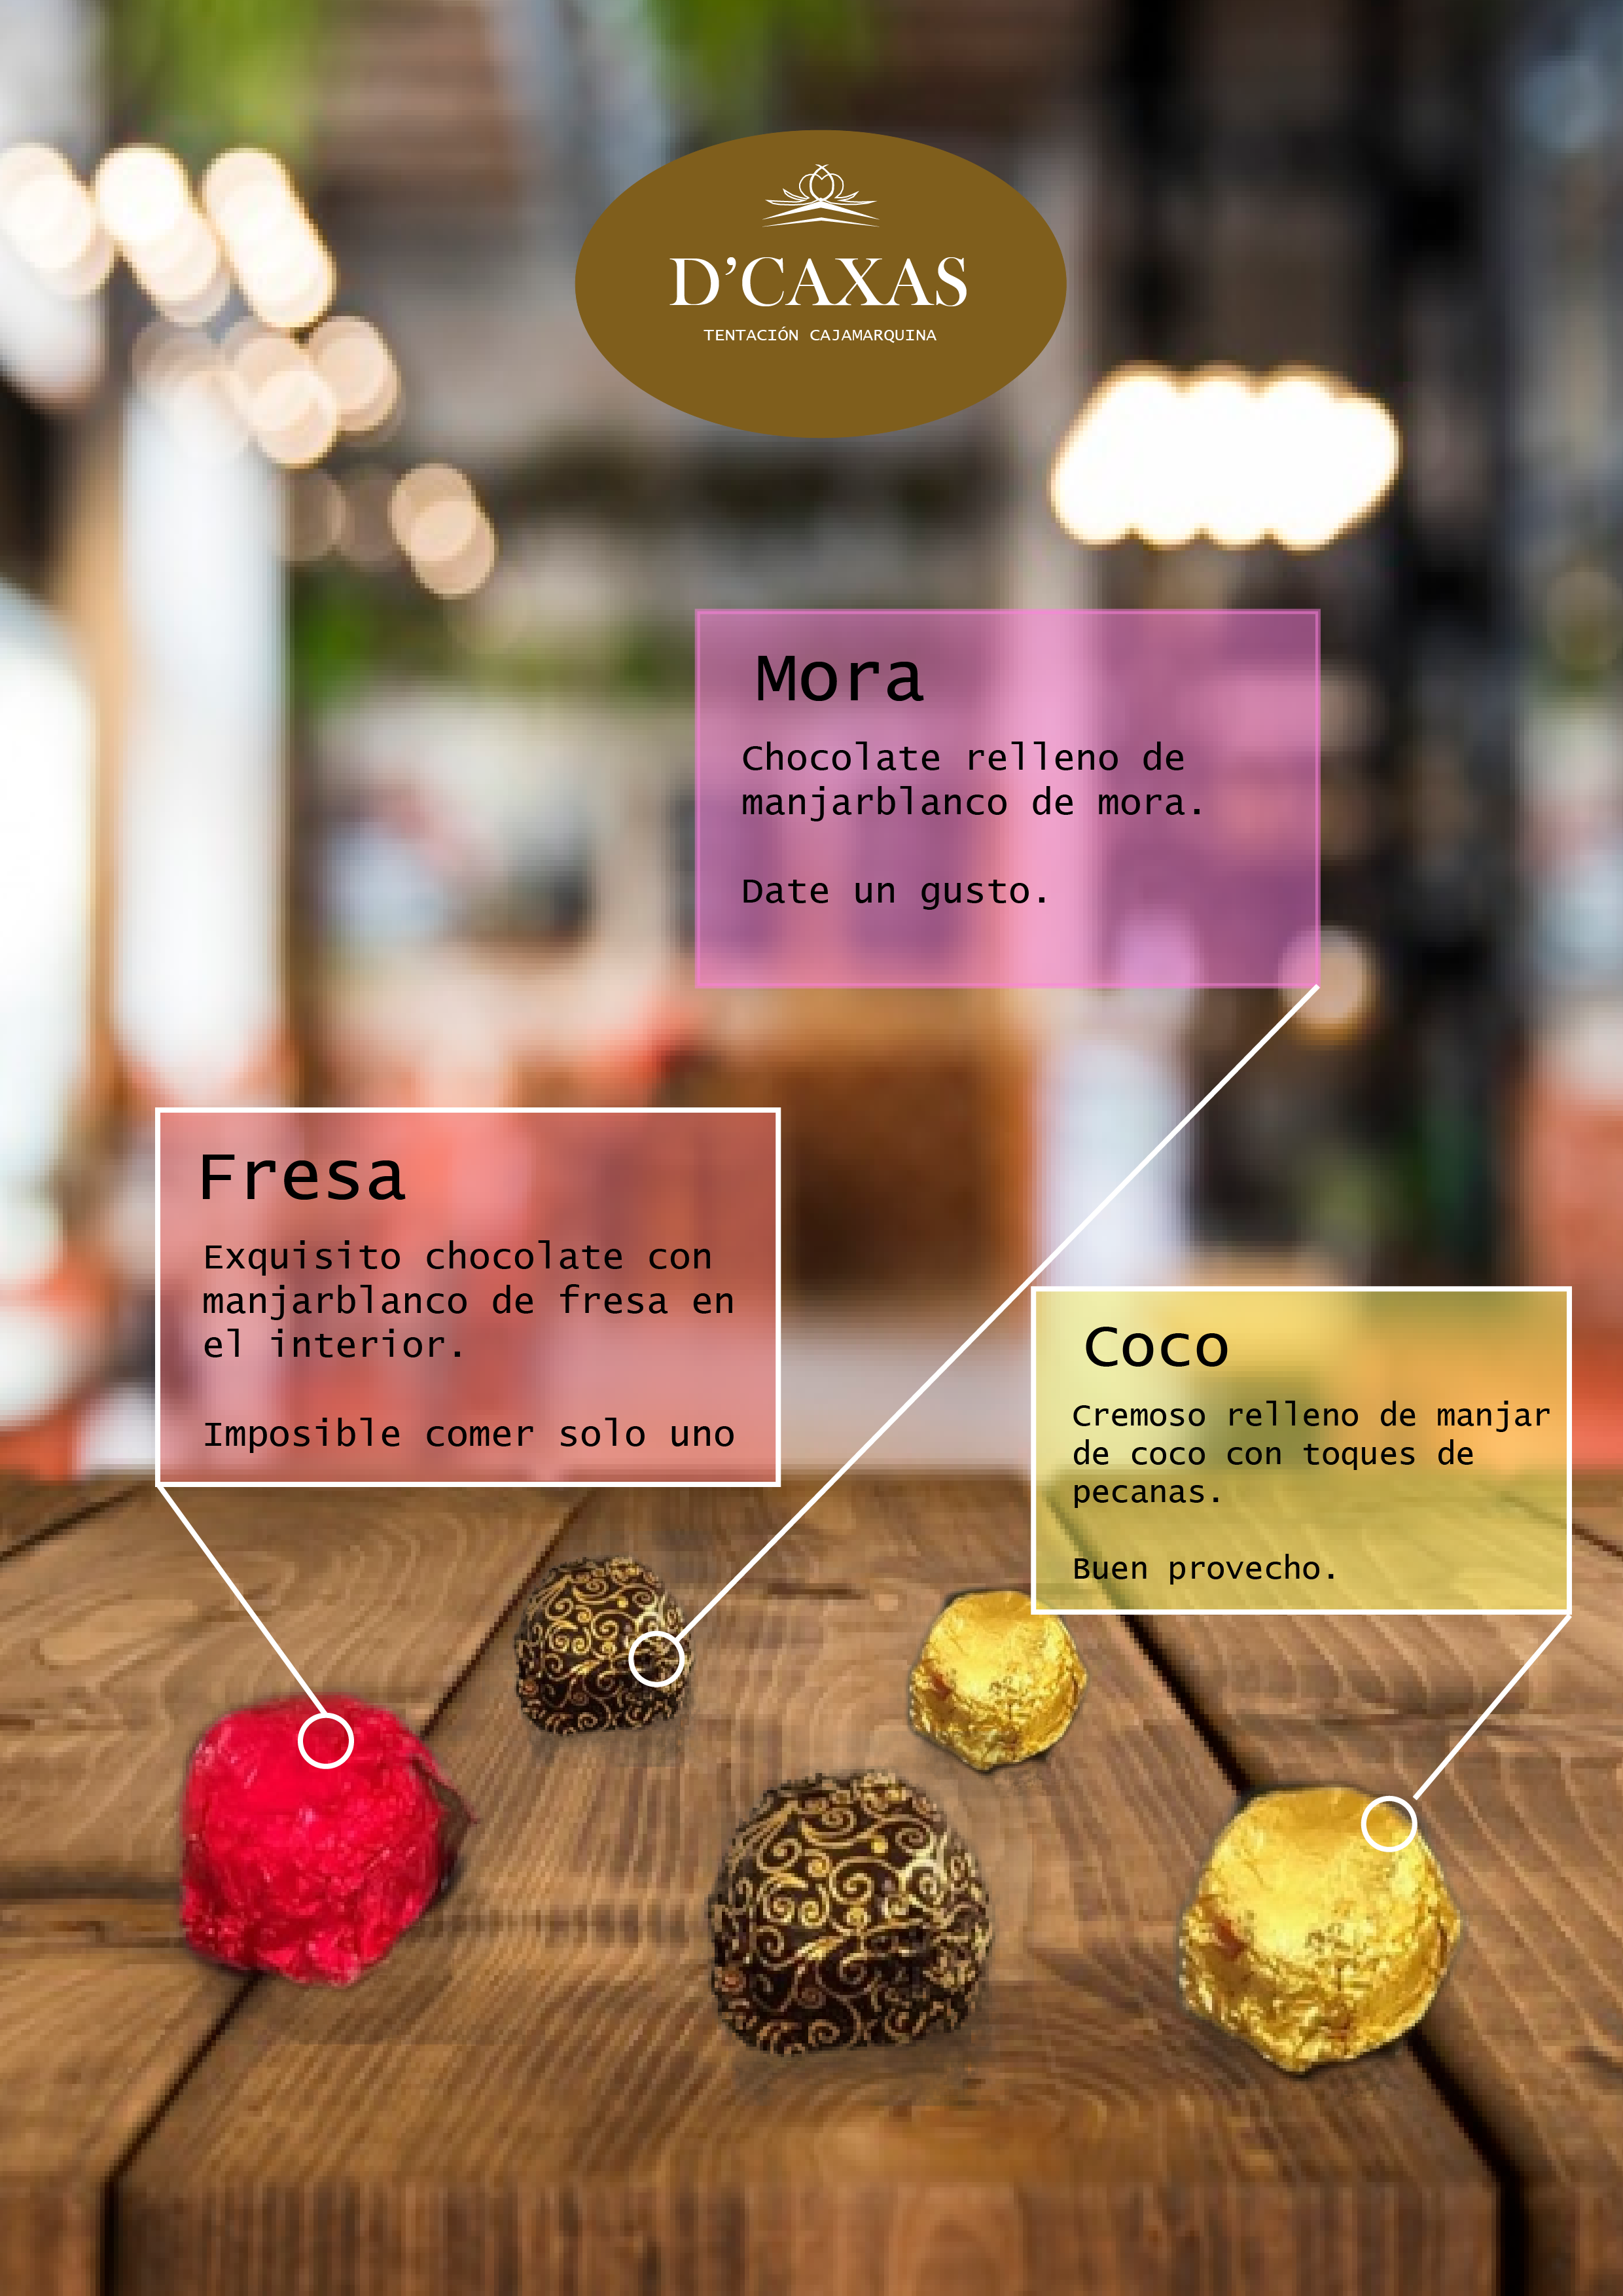 D’CAXAS
TENTACIÓN CAJAMARQUINA
Mora
Chocolate relleno de
manjarblanco de mora.
Date un gusto.
Fresa
Exquisito chocolate con
manjarblanco de fresa en
el interior.
Imposible comer solo uno
Coco
Cremoso relleno de manjar
de coco con toques de
pecanas.
Buen provecho.